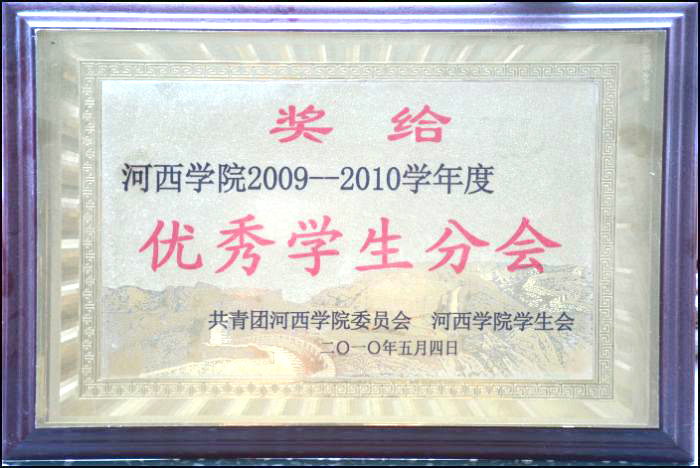 奖 给
河西学院2009--2010学年度
优秀学生分会
共青团河西学院委员会 河西学院学生会
二〇一〇年五月四日